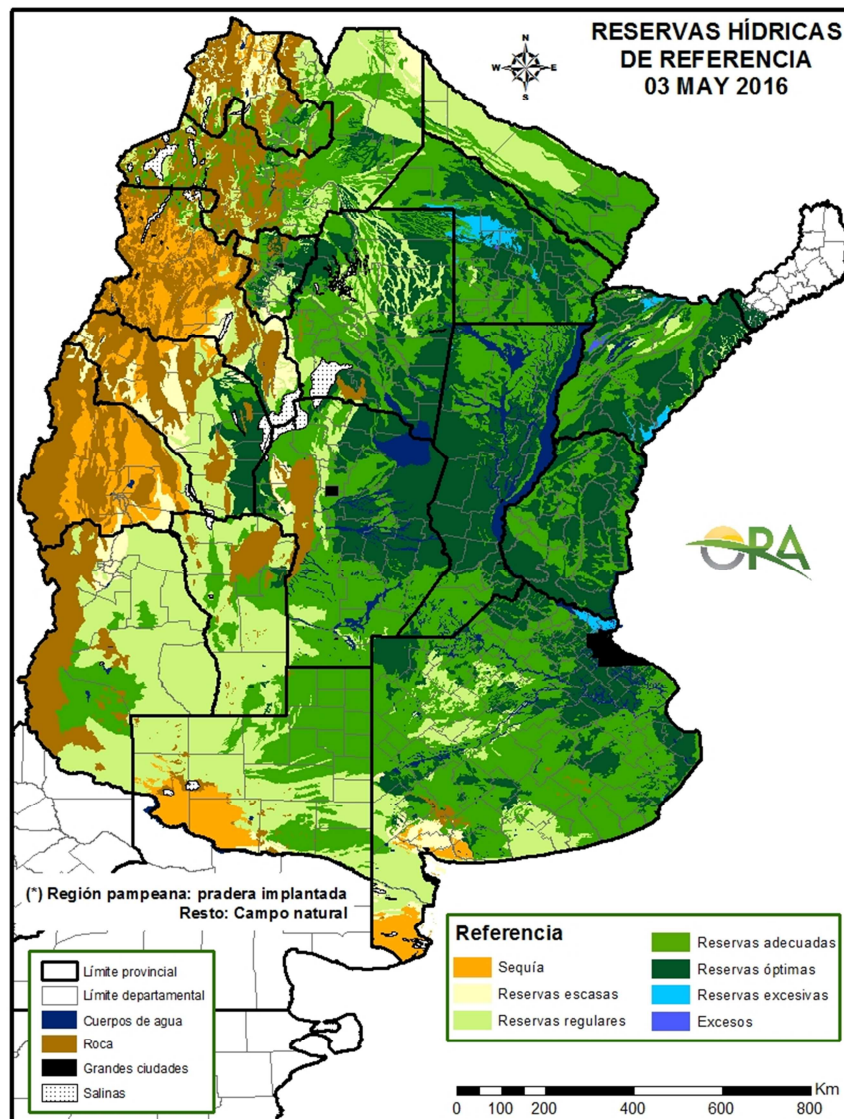 RESERVAS HÍDRICAS
DE REFERENCIA
03 MAY 2016
N
W
E
S
ORA
(*) Región pampeana: pradera implantada
Resto: Campo natural
Límite provincial
Límite departamental
Cuerpos de agua
Roca
Grandes ciudades
Salinas
Referencia
Sequía
Reservas escasas
Reservas regulares
Reservas adecuadas
Reservas óptimas
Reservas excesivas
Excesos
Km
0 100 200 400 600 800